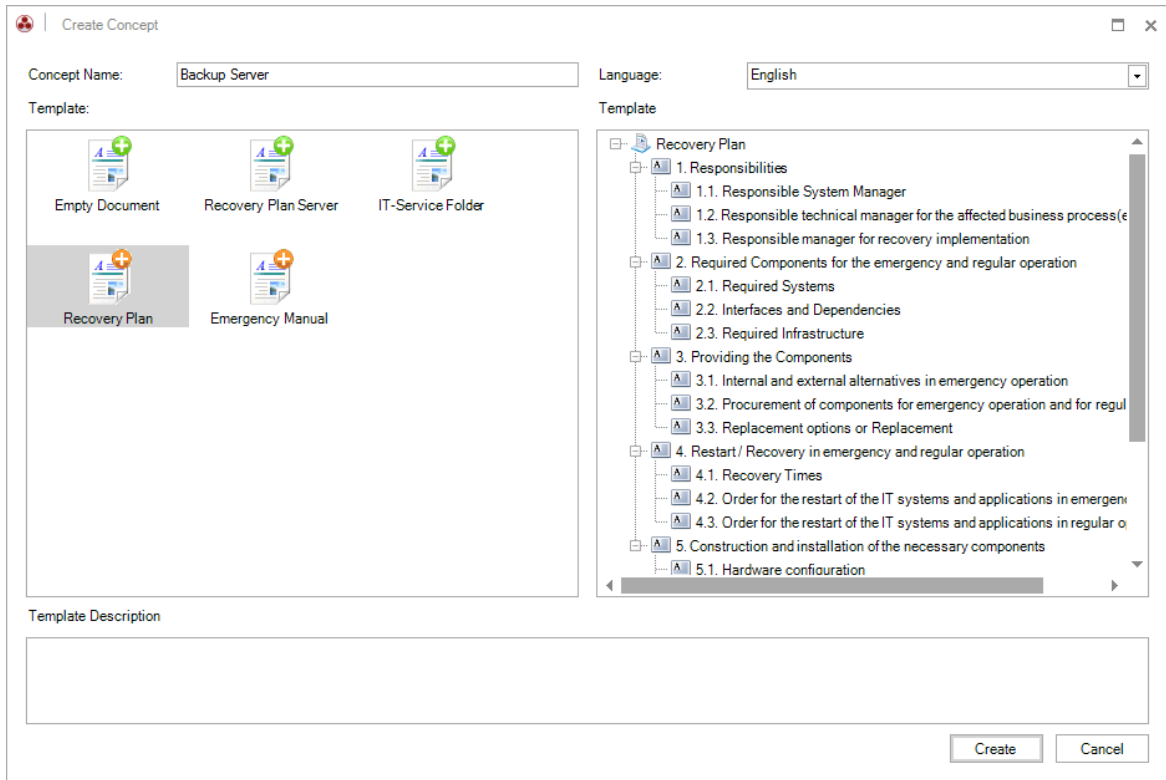 Create Concept
Concept Name:
Backup Server
Language:
English
Template:
Empty Document
Recovery Plan Server
IT-Service Folder
Recovery Plan
Emergency Manual
Template
Recovery Plan
1. Responsibilities
1.1. Responsible System Manager
1.2. Responsible technical manager for the affected business process(e
1.3. Responsible manager for recovery implementation
2. Required Components for the emergency and regular operation
2.1. Required Systems
2.2. Interfaces and Dependencies
2.3. Required Infrastructure
3. Providing the Components
3.1. Internal and external alternatives in emergency operation
3.2. Procurement of components for emergency operation and for regul
3.3. Replacement options or Replacement
4. Restart / Recovery in emergency and regular operation
4.1. Recovery Times
4.2. Order for the restart of the IT systems and applications in emergen
4.3. Order for the restart of the IT systems and applications in regular o
5. Construction and installation of the necessary components
5.1. Hardware configuration
Template Description
Create
Cancel